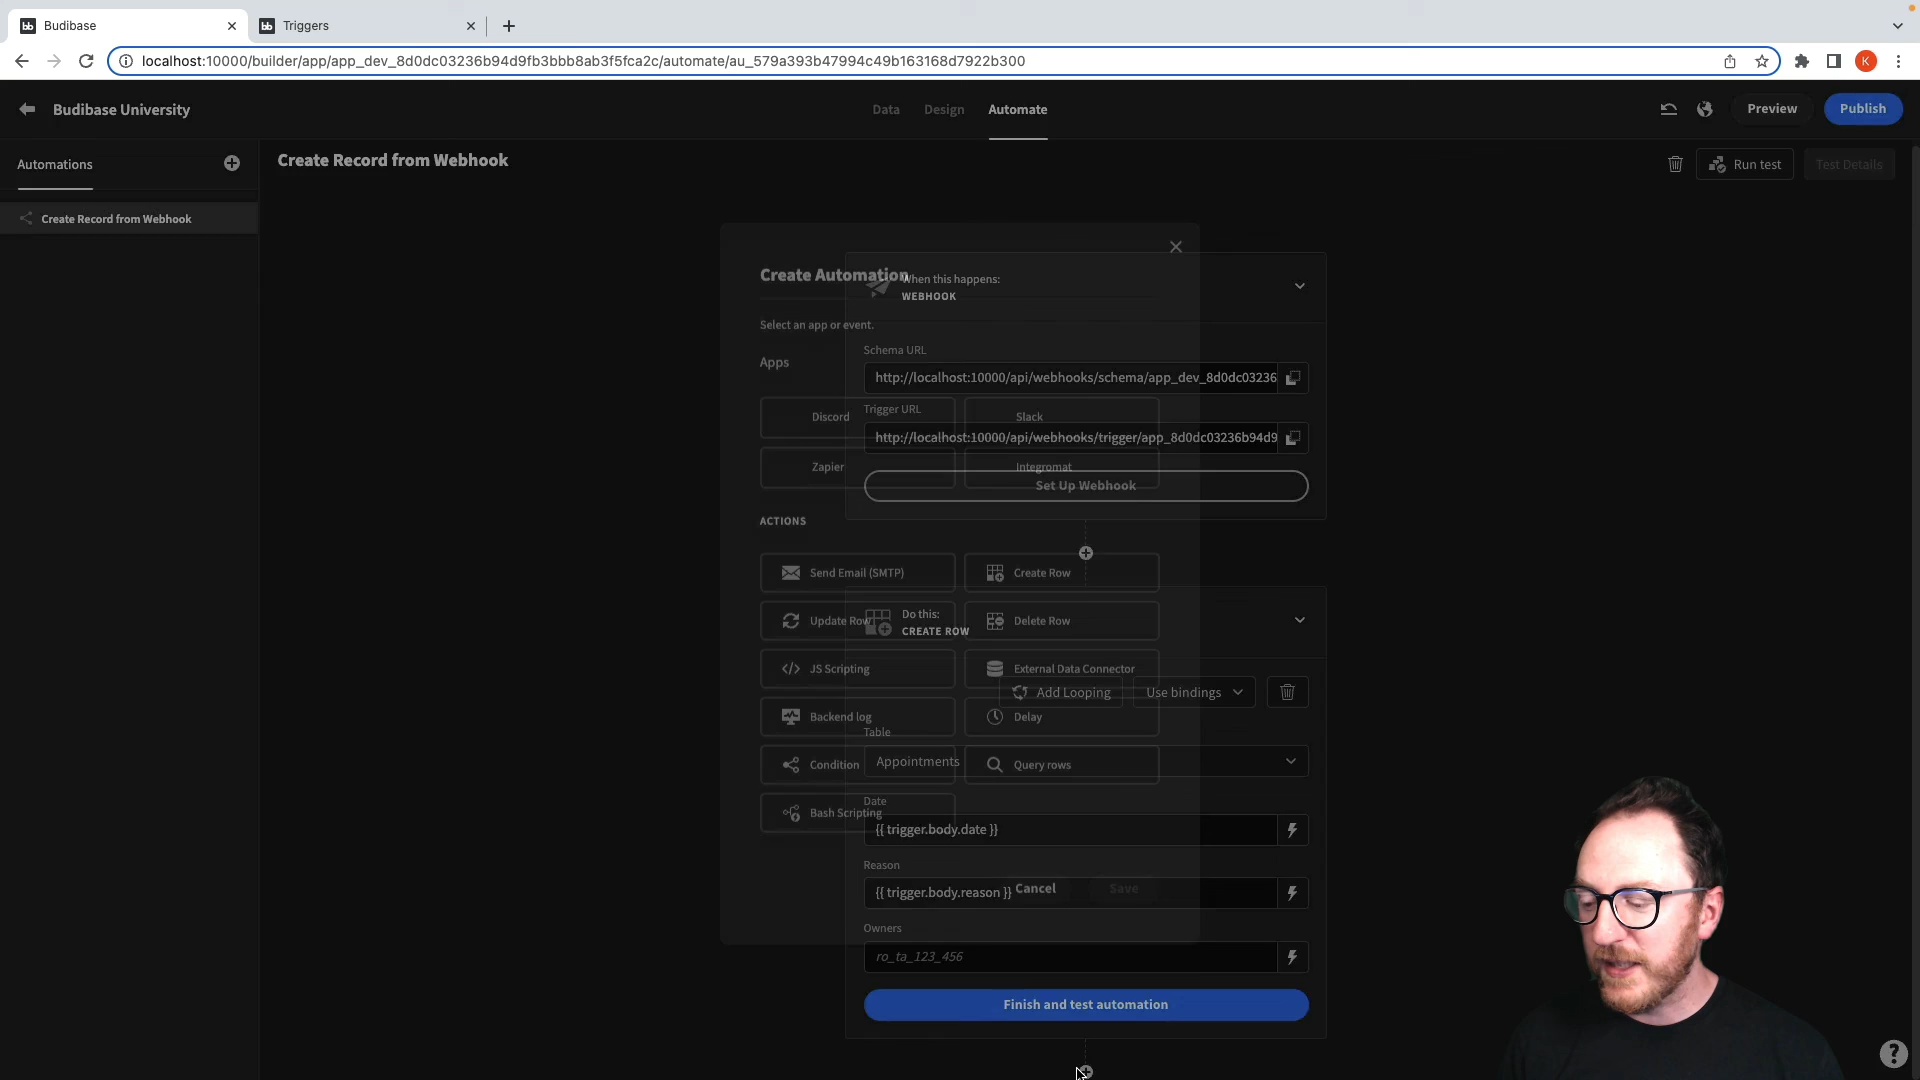 Budibase
Triggers
localhost:10000/builder/app/app_dev_8d0dc03236b94d9fb3bbb8ab3f5fca2c/automate/au_579a393b47994c49b163168d7922b300
K
Budibase University
Data
Design
Automate
Preview
Publish
Automations
Create Record from Webhook
Run test
Test Details
Create Record from Webhook
Create Automation
When this happens:
WEBHOOK
Select an app or event.
Schema URL
Apps
http://localhost:10000/api/webhooks/schema/app_dev_8d0dc03236
Trigger URL
Discord
Slack
http://localhost:10000/api/webhooks/trigger/app_8d0dc03236b94d9
Zapier
Integromat
Set Up Webhook
ACTIONS
Send Email (SMTP)
Create Row
Do this:
Update Row
Delete Row
CREATE ROW
JS Scripting
External Data Connector
Add Looping
Use bindings
Backend log
Delay
Table
Appointments
Condition
Query rows
Date
Bash Scripting
{{ trigger.body.date }}
Reason
{{ trigger.body.reason }}
Cancel
Save
Owners
ro_ta_123_456
Finish and test automation
?